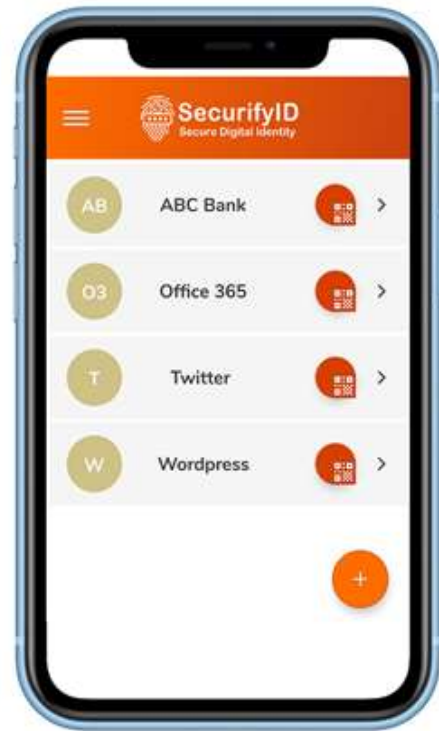 SecurifyID
Secure Digital Identity
AB ABC Bank
O3 Office 365
T Twitter
W Wordpress
+